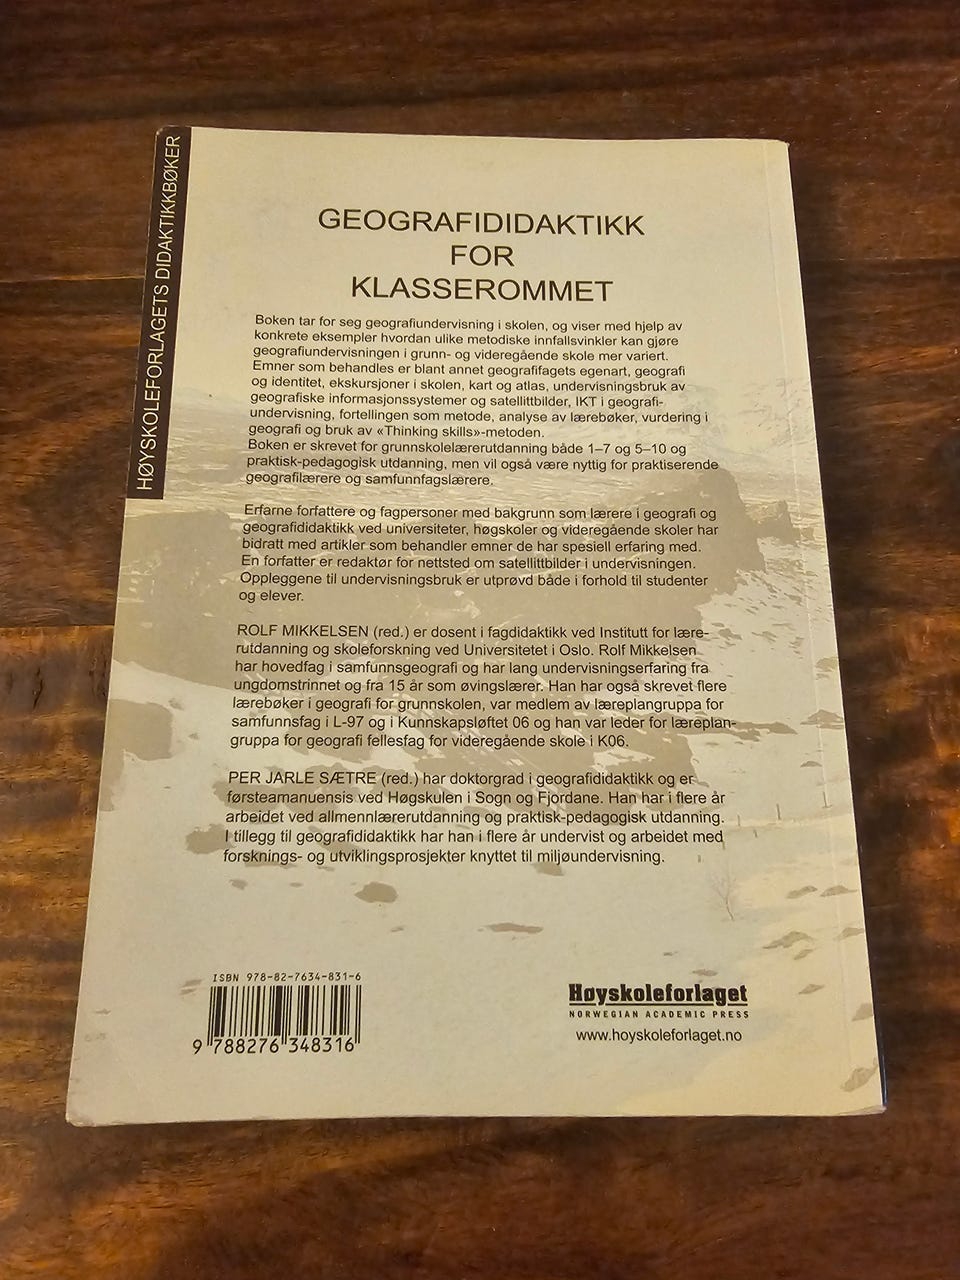 HØYSKOLEFORLAGETS DIDAKTIKKBØKER
GEOGRAFIDIDAKTIKK
FOR
KLASSEROMMET
Boken tar for seg geografiundervisning i skolen, og viser med hjelp av
konkrete eksempler hvordan ulike metodiske innfallsvinkler kan gjøre
geografiundervisningen i grunn- og videregående skole mer variert.
Emner som behandles er blant annet geografifagets egenart, geografi
og identitet, ekskursjoner i skolen, kart og atlas, undervisningsbruk av
geografiske informasjonssystemer og satellittbilder, IKT i geografi-
undervisning, fortellingen som metode, analyse av lærebøker, vurdering i
geografi og bruk av «Thinking skills»-metoden.
Boken er skrevet for grunnskolelærerutdanning både 1–7 og 5–10 og
praktisk-pedagogisk utdanning, men vil også være nyttig for praktiserende
geografilærere og samfunnfagslærere.
Erfarne forfattere og fagpersoner med bakgrunn som lærere i geografi og
geografididaktikk ved universiteter, høgskoler og videregående skoler har
bidratt med artikler som behandler emner de har spesiell erfaring med.
En forfatter er redaktør for nettsted om satellittbilder i undervisningen.
Oppleggene til undervisningsbruk er utprøvd både i forhold til studenter
og elever.
ROLF MIKKELSEN (red.) er dosent i fagdidaktikk ved Institutt for lære-
rutdanning og skoleforskning ved Universitetet i Oslo. Rolf Mikkelsen
har hovedfag i samfunnsgeografi og har lang undervisningserfaring fra
ungdomstrinnet og fra 15 år som øvingslærer. Han har også skrevet flere
lærebøker i geografi for grunnskolen, var medlem av læreplangruppa for
samfunnsfag i L-97 og i Kunnskapsløftet 06 og han var leder for læreplan-
gruppa for geografi fellesfag for videregående skole i K06.
PER JARLE SÆTRE (red.) har doktorgrad i geografididaktikk og er
førsteamanuensis ved Høgskulen i Sogn og Fjordane. Han har i flere år
arbeidet ved allmennlærerutdanning og praktisk-pedagogisk utdanning.
I tillegg til geografididaktikk har han i flere år undervist og arbeidet med
forsknings- og utviklingsprosjekter knyttet til miljøundervisning.
ISBN 978-82-7634-831-6
9 788276 348316
Høyskoleforlaget
NORWEGIAN ACADEMIC PRESS
www.hoyskoleforlaget.no